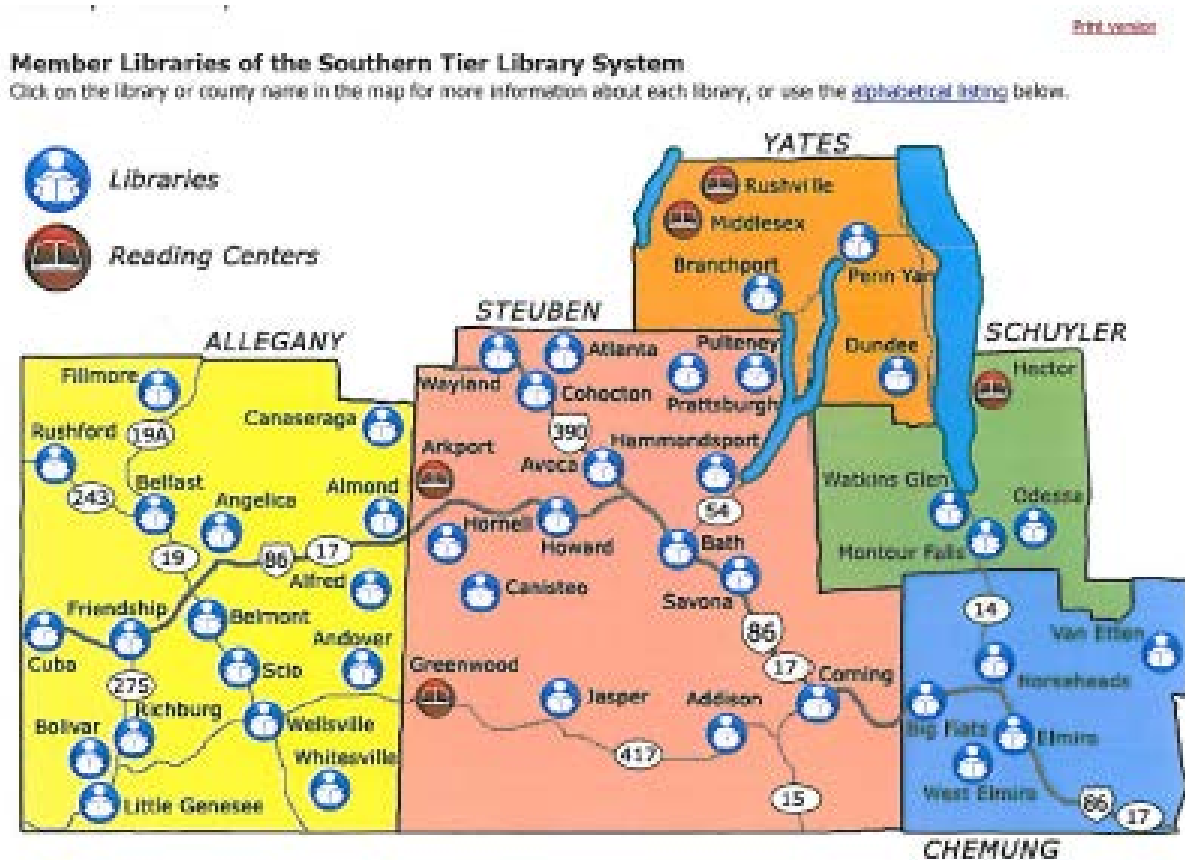 Print version
Member Libraries of the Southern Tier Library System
Click on the library or county name in the map for more information about each library, or use the alphabetical listing below.
Libraries
Reading Centers
YATES
Rushville
Middlesex
Branchport
Penn Yan
Dundee
STEUBEN
Wayland
Atlanta
Cohocton
Pulteney
Prattsburgh
390
Hammondsport
Arkport
Avoca
54
Hornell
Howard
Bath
Canisteo
Savona
86
17
Greenwood
Jasper
Addison
Corning
417
15
ALLEGANY
Fillmore
Canaseraga
Rushford
19A
243
Belfast
Angelica
Almond
19
86
17
Alfred
Friendship
Belmont
Andover
Cuba
Scio
275
Richburg
Bolivar
Wellsville
Whitesville
Little Genesee
SCHUYLER
Hector
Watkins Glen
Odessa
Montour Falls
14
Van Etten
Horseheads
Big Flats
Elmira
West Elmira
86
17
CHEMUNG